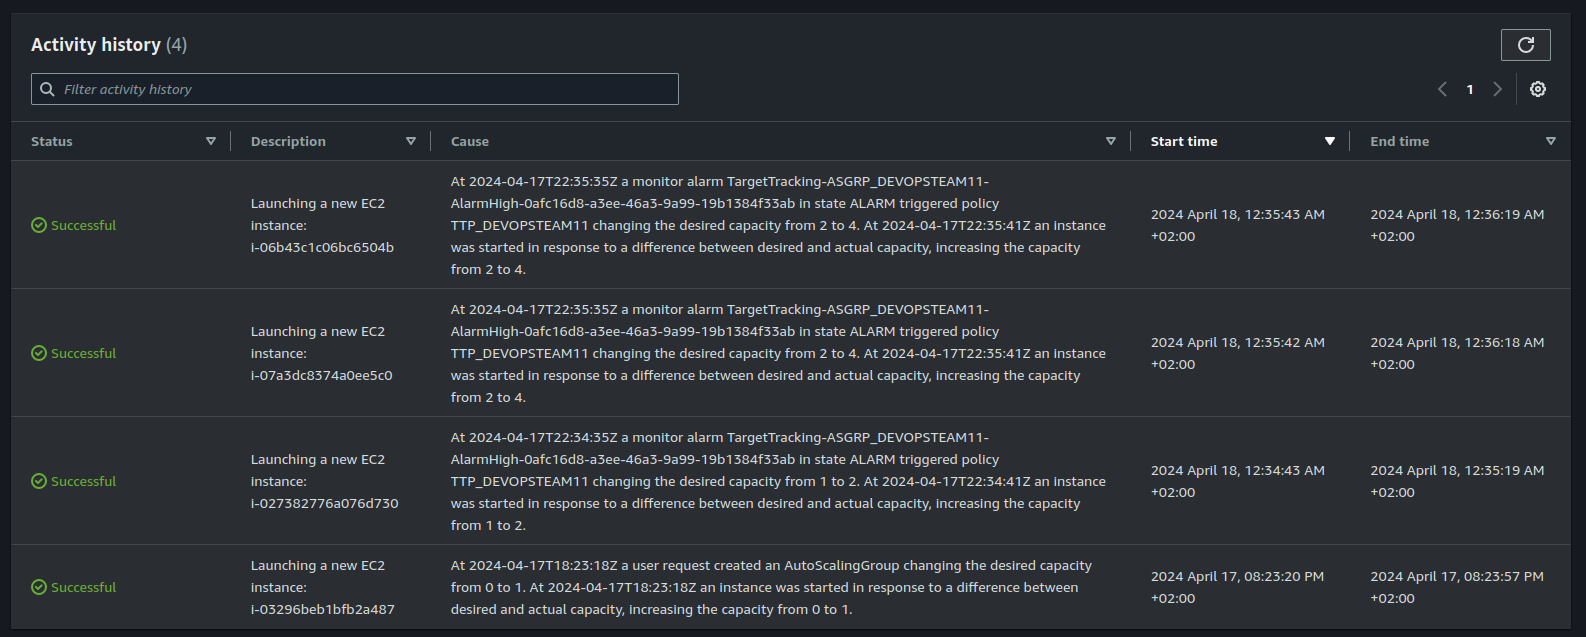 Activity history (4)
Filter activity history
1
Status
Description
Cause
Start time
End time
Successful
Launching a new EC2
instance:
i-06b43c1c06bc6504b
At 2024-04-17T22:35:35Z a monitor alarm TargetTracking-ASGRP_DEVOPSTEAM11-
AlarmHigh-0afc16d8-a3ee-46a3-9a99-19b1384f33ab in state ALARM triggered policy
TTP_DEVOPSTEAM11 changing the desired capacity from 2 to 4. At 2024-04-17T22:35:41Z an instance
was started in response to a difference between desired and actual capacity, increasing the capacity
from 2 to 4.
2024 April 18, 12:35:43 AM
+02:00
2024 April 18, 12:36:19 AM
+02:00
Successful
Launching a new EC2
instance:
i-07a3dc8374a0ee5c0
At 2024-04-17T22:35:35Z a monitor alarm TargetTracking-ASGRP_DEVOPSTEAM11-
AlarmHigh-0afc16d8-a3ee-46a3-9a99-19b1384f33ab in state ALARM triggered policy
TTP_DEVOPSTEAM11 changing the desired capacity from 2 to 4. At 2024-04-17T22:35:41Z an instance
was started in response to a difference between desired and actual capacity, increasing the capacity
from 2 to 4.
2024 April 18, 12:35:42 AM
+02:00
2024 April 18, 12:36:18 AM
+02:00
Successful
Launching a new EC2
instance:
i-027382776a076d730
At 2024-04-17T22:34:35Z a monitor alarm TargetTracking-ASGRP_DEVOPSTEAM11-
AlarmHigh-0afc16d8-a3ee-46a3-9a99-19b1384f33ab in state ALARM triggered policy
TTP_DEVOPSTEAM11 changing the desired capacity from 1 to 2. At 2024-04-17T22:34:41Z an instance
was started in response to a difference between desired and actual capacity, increasing the capacity
from 1 to 2.
2024 April 18, 12:34:43 AM
+02:00
2024 April 18, 12:35:19 AM
+02:00
Successful
Launching a new EC2
instance:
i-03296beb1bfb2a487
At 2024-04-17T18:23:18Z a user request created an AutoScalingGroup changing the desired capacity
from 0 to 1. At 2024-04-17T18:23:18Z an instance was started in response to a difference between
desired and actual capacity, increasing the capacity from 0 to 1.
2024 April 17, 08:23:20 PM
+02:00
2024 April 17, 08:23:57 PM
+02:00